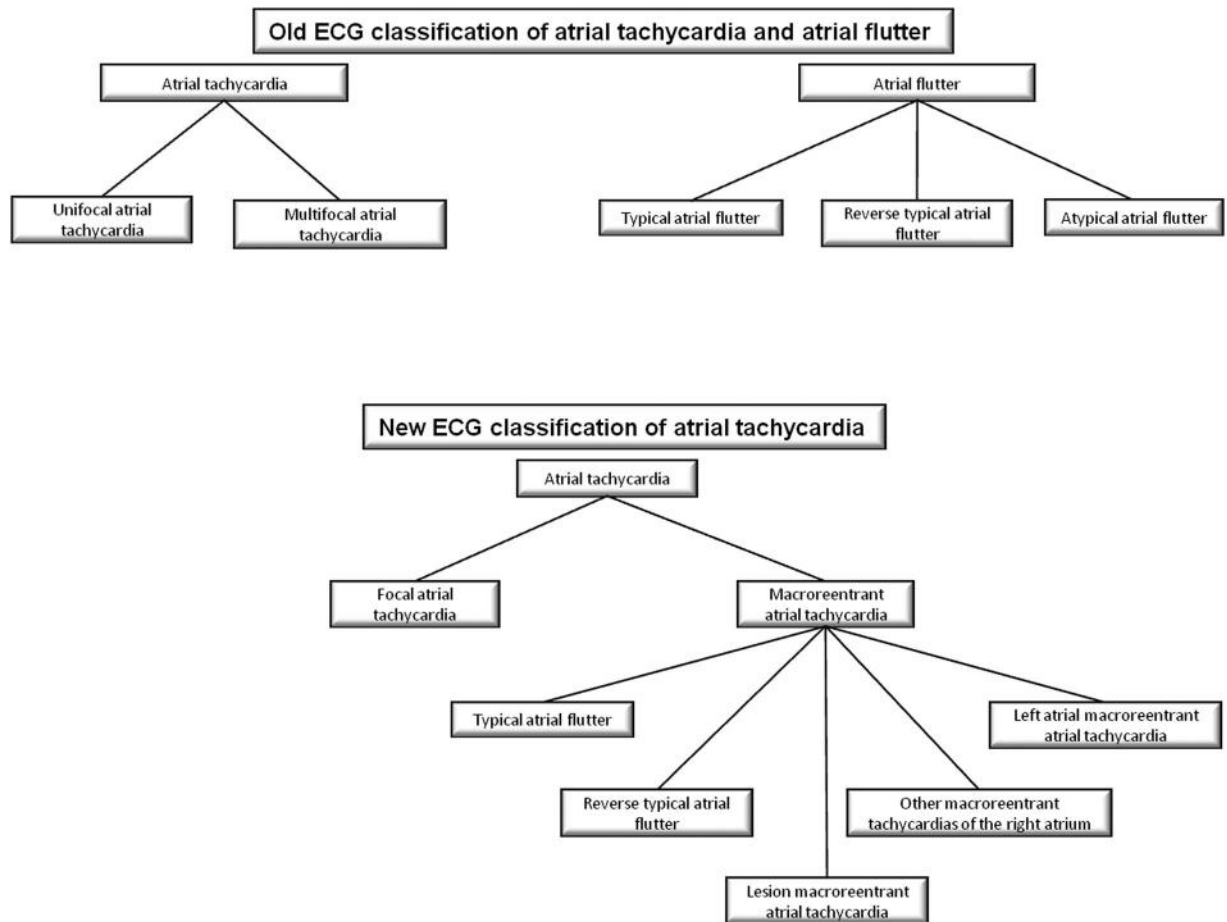 Old ECG classification of atrial tachycardia and atrial flutter
Atrial tachycardia
Atrial flutter
Unifocal atrial
tachycardia
Multifocal atrial
tachycardia
Typical atrial flutter
Reverse typical atrial
flutter
Atypical atrial flutter
New ECG classification of atrial tachycardia
Atrial tachycardia
Focal atrial
tachycardia
Macroreentrant
atrial tachycardia
Typical atrial flutter
Left atrial macroreentrant
atrial tachycardia
Reverse typical atrial
flutter
Other macroreentrant
tachycardias of the right atrium
Lesion macroreentrant
atrial tachycardia